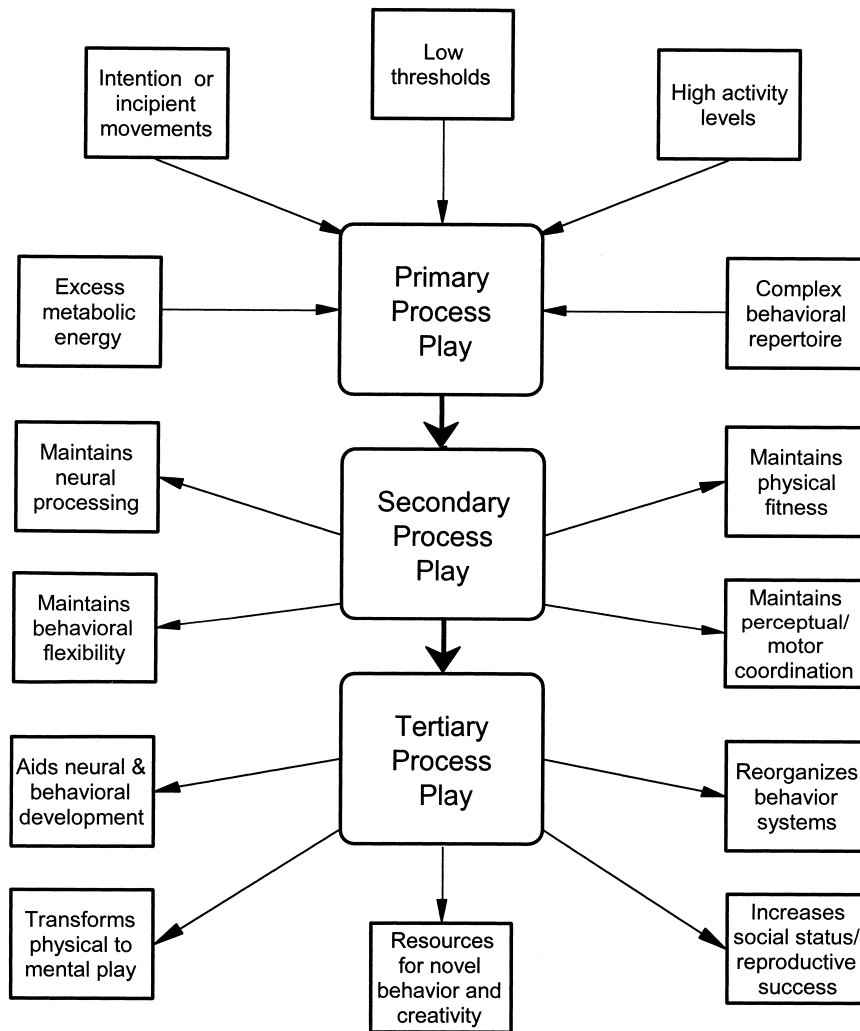 Intention or
incipient
movements
Low
thresholds
High activity
levels
Excess
metabolic
energy
Primary
Process
Play
Complex
behavioral
repertoire
Maintains
neural
processing
Secondary
Process
Play
Maintains
physical
fitness
Maintains
behavioral
flexibility
Maintains
perceptual/
motor
coordination
Aids neural &
behavioral
development
Tertiary
Process
Play
Reorganizes
behavior
systems
Transforms
physical to
mental play
Resources
for novel
behavior and
creativity
Increases
social status/
reproductive
success